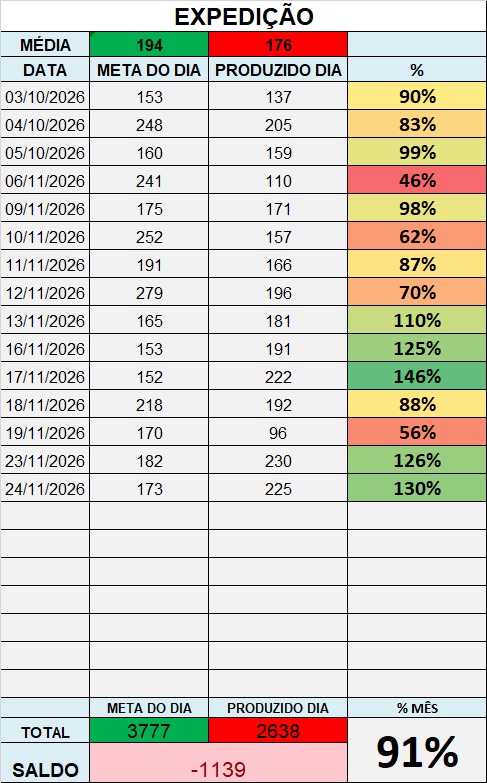 EXPEDIÇÃO
MÉDIA 194 176
DATA META DO DIA PRODUZIDO DIA %
03/10/2026 153 137 90%
04/10/2026 248 205 83%
05/10/2026 160 159 99%
06/11/2026 241 110 46%
09/11/2026 175 171 98%
10/11/2026 252 157 62%
11/11/2026 191 166 87%
12/11/2026 279 196 70%
13/11/2026 165 181 110%
16/11/2026 153 191 125%
17/11/2026 152 222 146%
18/11/2026 218 192 88%
19/11/2026 170 96 56%
23/11/2026 182 230 126%
24/11/2026 173 225 130%
META DO DIA PRODUZIDO DIA % MÊS
TOTAL 3777 2638 91%
SALDO -1139